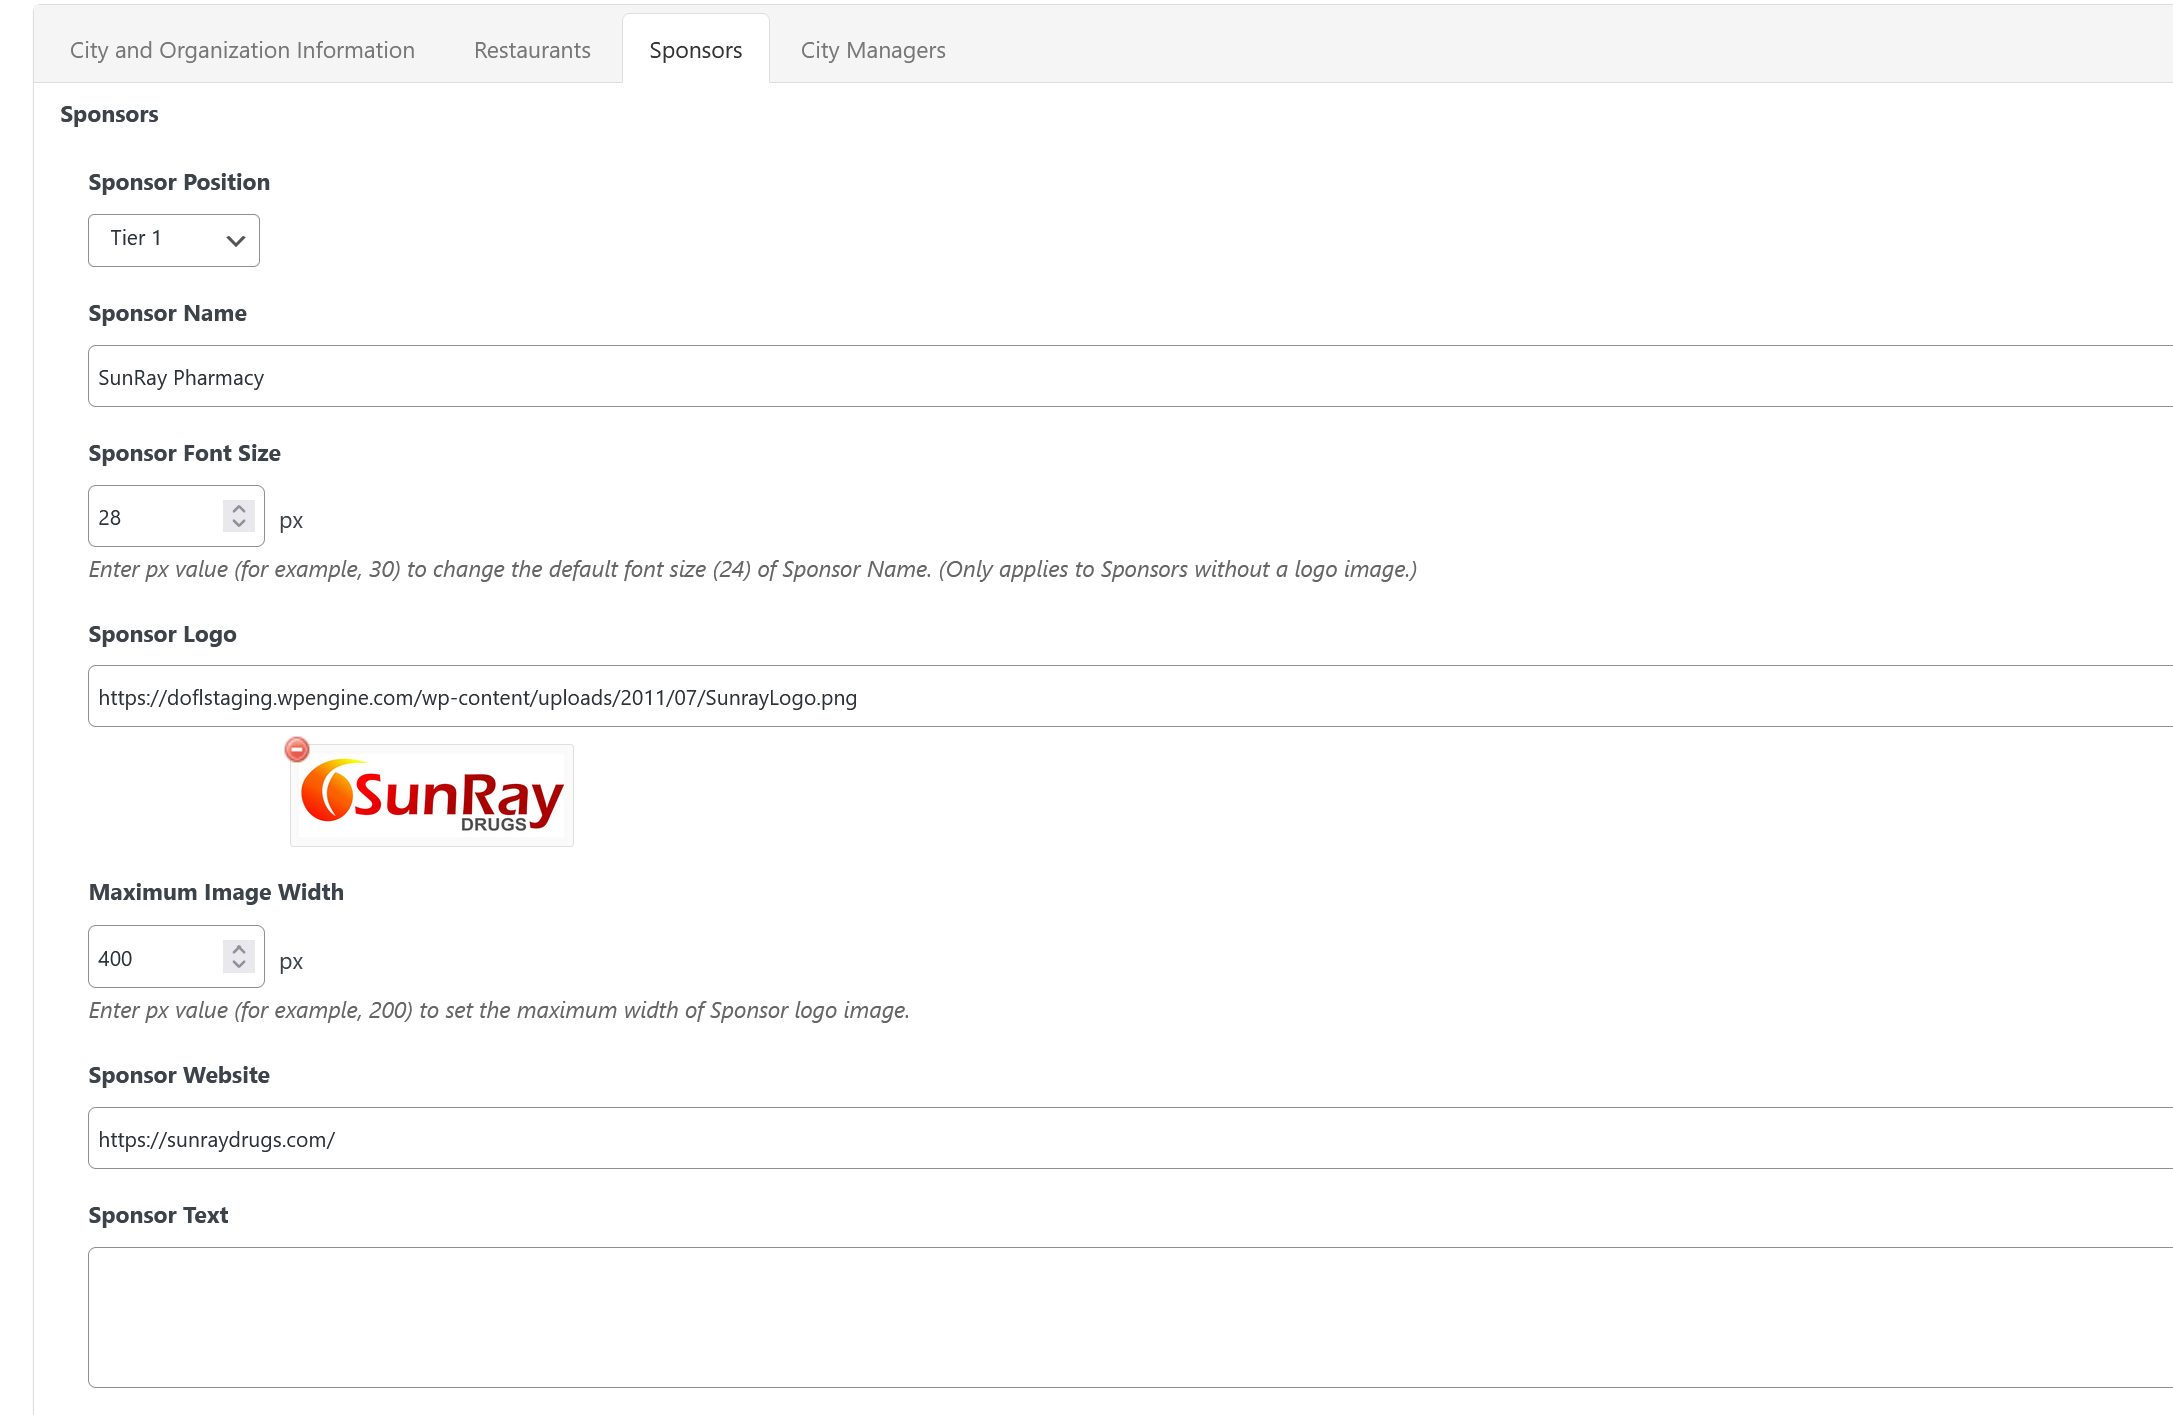 City and Organization Information Restaurants Sponsors City Managers
Sponsors
Sponsor Position
Tier 1
Sponsor Name
SunRay Pharmacy
Sponsor Font Size
28 px
Enter px value (for example, 30) to change the default font size (24) of Sponsor Name. (Only applies to Sponsors without a logo image.)
Sponsor Logo
https://doflstaging.wpengine.com/wp-content/uploads/2011/07/SunrayLogo.png
SunRay
DRUGS
Maximum Image Width
400 px
Enter px value (for example, 200) to set the maximum width of Sponsor logo image.
Sponsor Website
https://sunraydrugs.com/
Sponsor Text